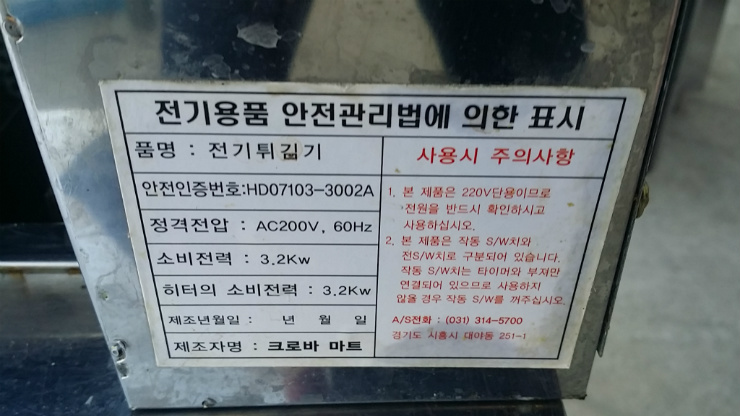 전기용품 안전관리법에 의한 표시
품명 : 전기튀김기
안전인증번호:HD07103-3002A
정격전압 : AC200V, 60Hz
소비전력 : 3.2Kw
히터의 소비전력 : 3.2Kw
제조년월일 : 년 월 일
제조자명 : 크로바 마트
사용시 주의사항
1. 본 제품은 220V단용이므로
전원을 반드시 확인하시고
사용하십시오.
2. 본 제품은 작동 S/W치와
전S/W치로 구분되어 있습니다.
작동 S/W치는 타이머와 부져만
연결되어 있으므로 사용하지
않을 경우 작동 S/W를 꺼주십시오.
A/S전화 : (031) 314-5700
경기도 시흥시 대야동 251-1